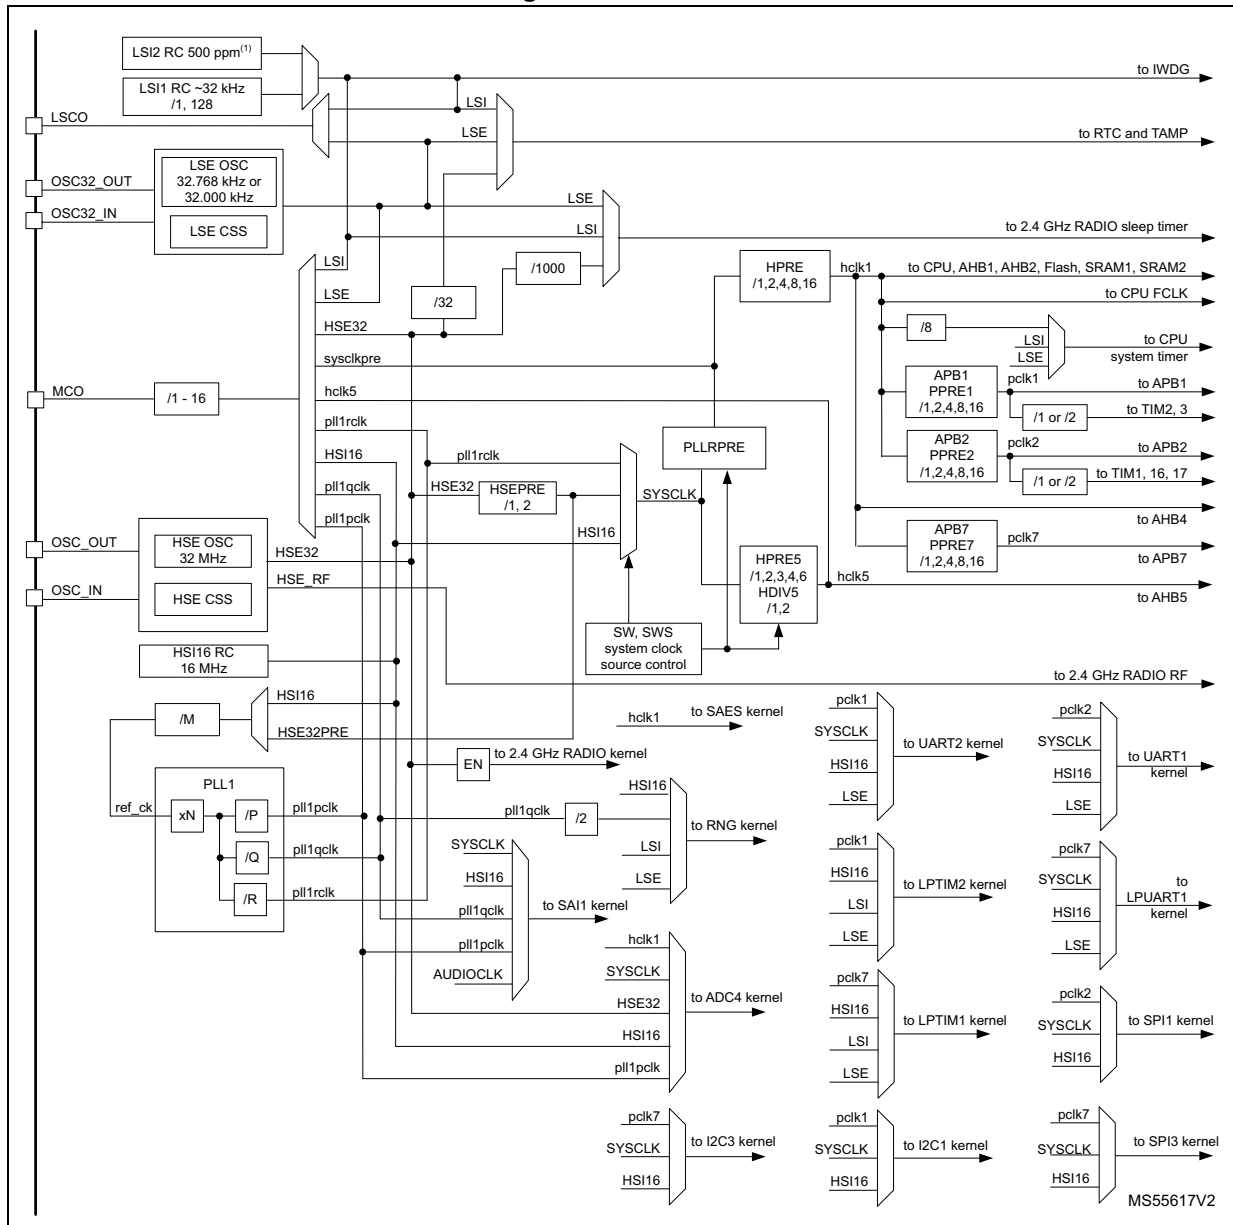 LSI2 RC 500 ppm(1)
to IWDG
LSI1 RC ~32 kHz
/1, 128
LSI
LSCO
LSE
to RTC and TAMP
LSE OSC
32.768 kHz or
32.000 kHz
OSC32_OUT
OSC32_IN
LSE CSS
LSE
LSI
to 2.4 GHz RADIO sleep timer
/1000
LSI
LSE
/32
HSE32
sysclkpre
hclk5
pll1rclk
HSI16
pll1qclk
pll1pclk
HPRE
/1,2,4,8,16
hclk1
to CPU, AHB1, AHB2, Flash, SRAM1, SRAM2
to CPU FCLK
/8
LSI
LSE
to CPU
system timer
MCO
/1 - 16
APB1
PPRE1
/1,2,4,8,16
pclk1
to APB1
/1 or /2
to TIM2, 3
APB2
PPRE2
/1,2,4,8,16
pclk2
to APB2
/1 or /2
to TIM1, 16, 17
PLLRPRE
pll1rclk
HSE32
HSEPRE
/1, 2
SYSCLK
HSI16
to AHB4
APB7
PPRE7
/1,2,4,8,16
pclk7
to APB7
OSC_OUT
HSE OSC
32 MHz
HSE32
HSE_RF
OSC_IN
HSE CSS
HPRE5
/1,2,3,4,6
HDIV5
/1,2
hclk5
to AHB5
SW, SWS
system clock
source control
HSI16 RC
16 MHz
to 2.4 GHz RADIO RF
/M
HSI16
HSE32PRE
hclk1
to SAES kernel
EN
to 2.4 GHz RADIO kernel
PLL1
ref_ck
xN
/P
pll1pclk
/Q
pll1qclk
/R
pll1rclk
HSI16
pll1qclk
/2
LSI
LSE
to RNG kernel
SYSCLK
HSI16
pll1qclk
pll1pclk
AUDIOCLK
to SAI1 kernel
hclk1
SYSCLK
HSE32
HSI16
pll1pclk
to ADC4 kernel
pclk1
SYSCLK
HSI16
LSE
to UART2 kernel
pclk2
SYSCLK
HSI16
LSE
to UART1
kernel
pclk1
HSI16
LSI
LSE
to LPTIM2 kernel
pclk7
SYSCLK
HSI16
LSE
to
LPUART1
kernel
pclk7
HSI16
LSI
LSE
to LPTIM1 kernel
pclk2
SYSCLK
HSI16
to SPI1 kernel
pclk7
SYSCLK
HSI16
to I2C3 kernel
pclk1
SYSCLK
HSI16
to I2C1 kernel
pclk7
SYSCLK
HSI16
to SPI3 kernel
MS55617V2